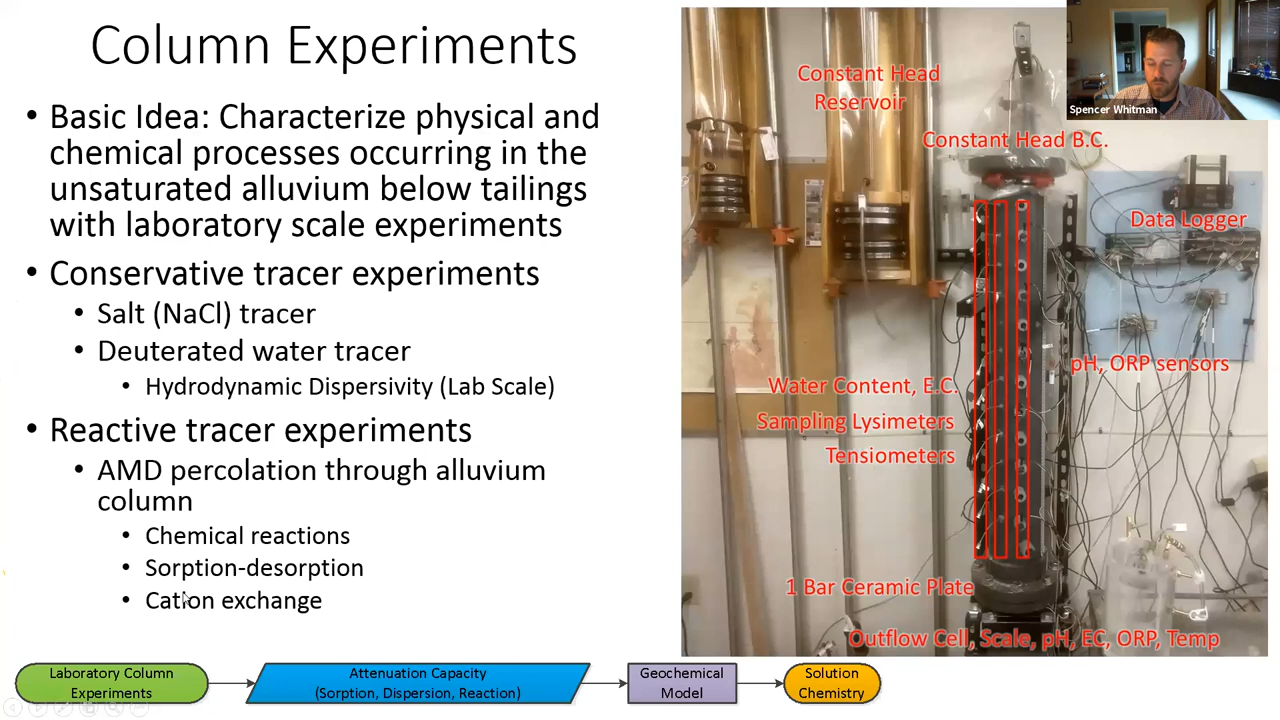 Column Experiments
• Basic Idea: Characterize physical and
chemical processes occurring in the
unsaturated alluvium below tailings
with laboratory scale experiments
• Conservative tracer experiments
• Salt (NaCl) tracer
• Deuterated water tracer
• Hydrodynamic Dispersivity (Lab Scale)
• Reactive tracer experiments
• AMD percolation through alluvium
column
• Chemical reactions
• Sorption-desorption
• Cation exchange
Constant Head
Reservoir
Constant Head B.C.
Data Logger
pH, ORP sensors
Water Content, E.C.
Sampling Lysimeters
Tensiometers
1 Bar Ceramic Plate
Outflow Cell, Scale, pH, EC, ORP, Temp
Spencer Whitman
Laboratory Column
Experiments
Attenuation Capacity
(Sorption, Dispersion, Reaction)
Geochemical
Model
Solution
Chemistry